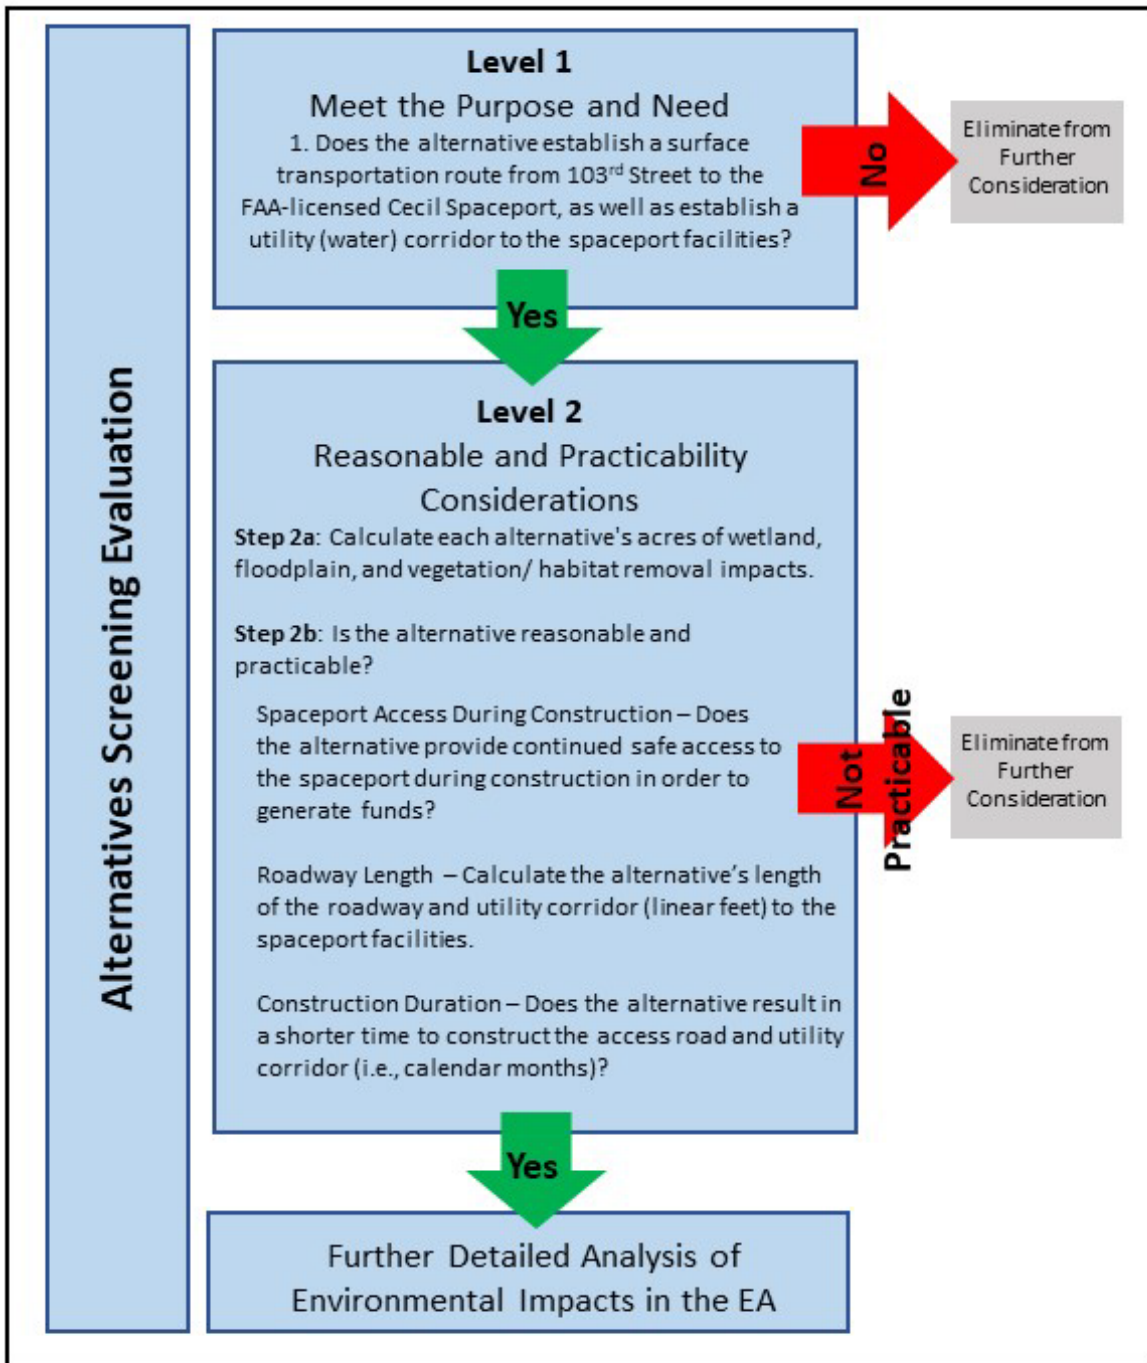 Alternatives Screening Evaluation
Level 1
Meet the Purpose and Need
1. Does the alternative establish a surface
transportation route from 103rd Street to the
FAA-licensed Cecil Spaceport, as well as establish a
utility (water) corridor to the spaceport facilities?
No
Eliminate from
Further
Consideration
Yes
Level 2
Reasonable and Practicability
Considerations
Step 2a: Calculate each alternative's acres of wetland,
floodplain, and vegetation/ habitat removal impacts.
Step 2b: Is the alternative reasonable and
practicable?
Spaceport Access During Construction – Does
the alternative provide continued safe access to
the spaceport during construction in order to
generate funds?
Roadway Length – Calculate the alternative’s length
of the roadway and utility corridor (linear feet) to the
spaceport facilities.
Construction Duration – Does the alternative result in
a shorter time to construct the access road and utility
corridor (i.e., calendar months)?
Not
Practicable
Eliminate from
Further
Consideration
Yes
Further Detailed Analysis of
Environmental Impacts in the EA